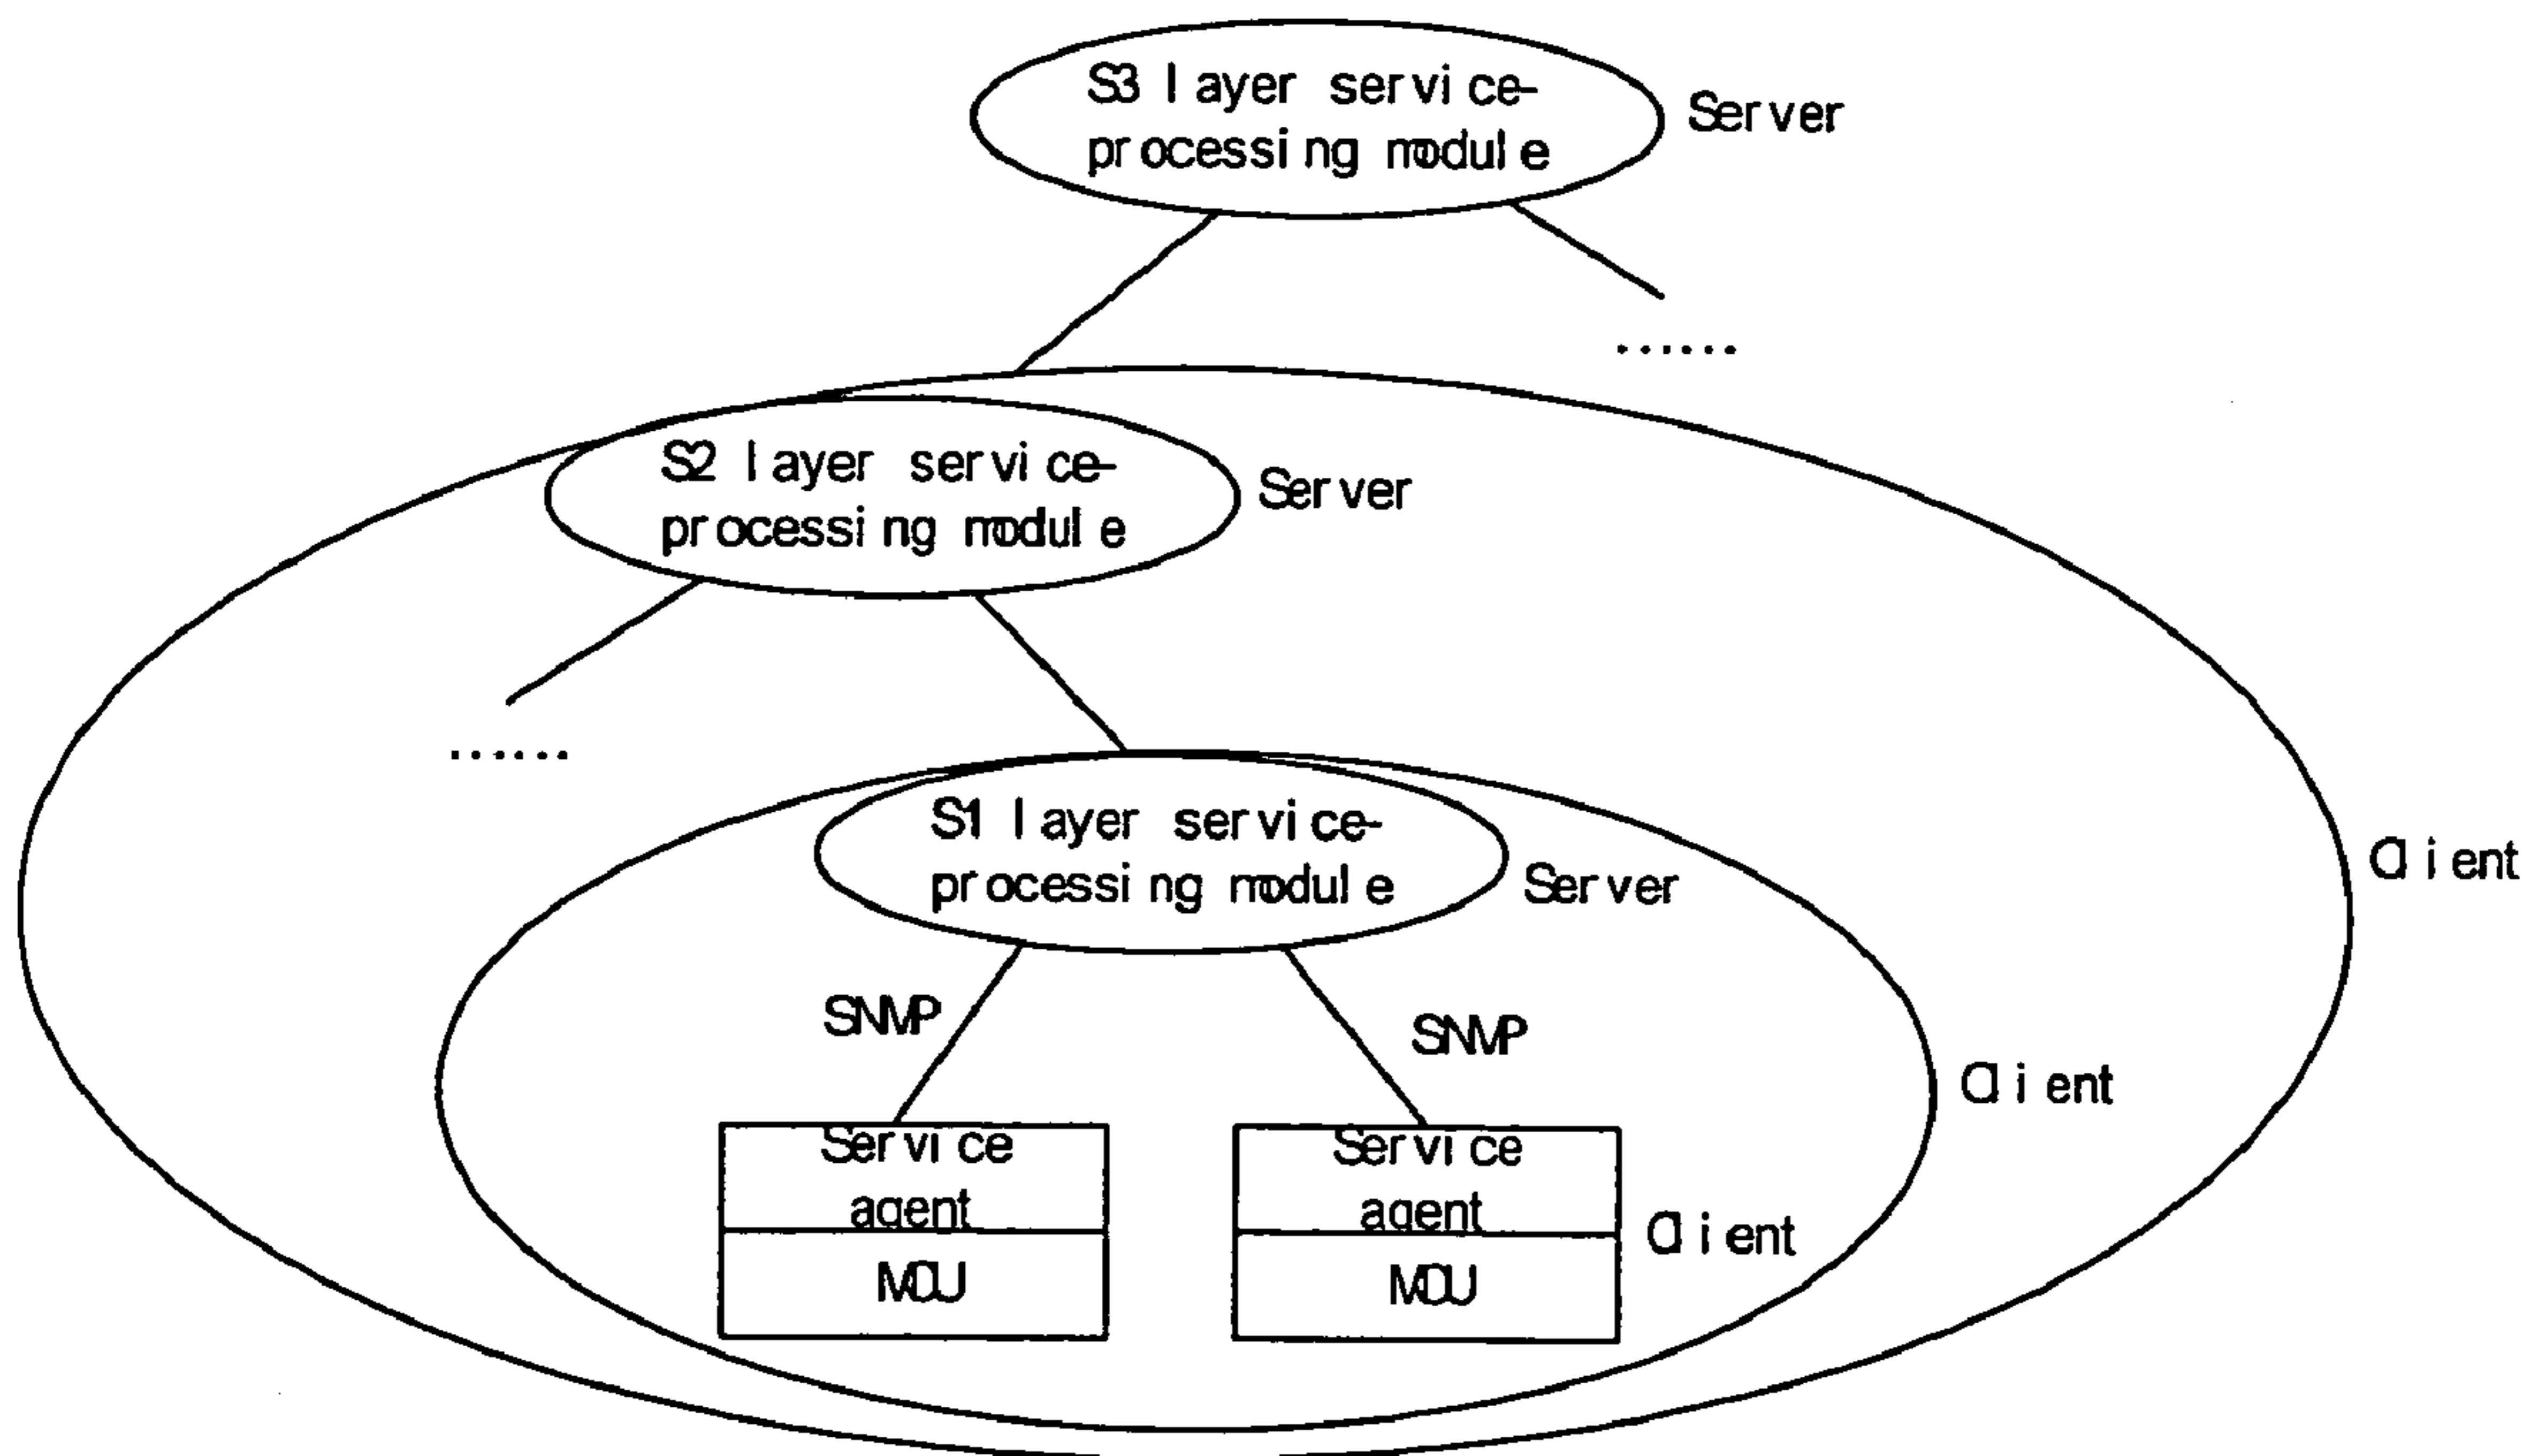 S3 layer service-
processing module
Server
......
S2 layer service-
processing module
Server
......
S1 layer service-
processing module
Server
Client
SNMP
SNMP
Client
Service
agent
MCU
Service
agent
MCU
Client